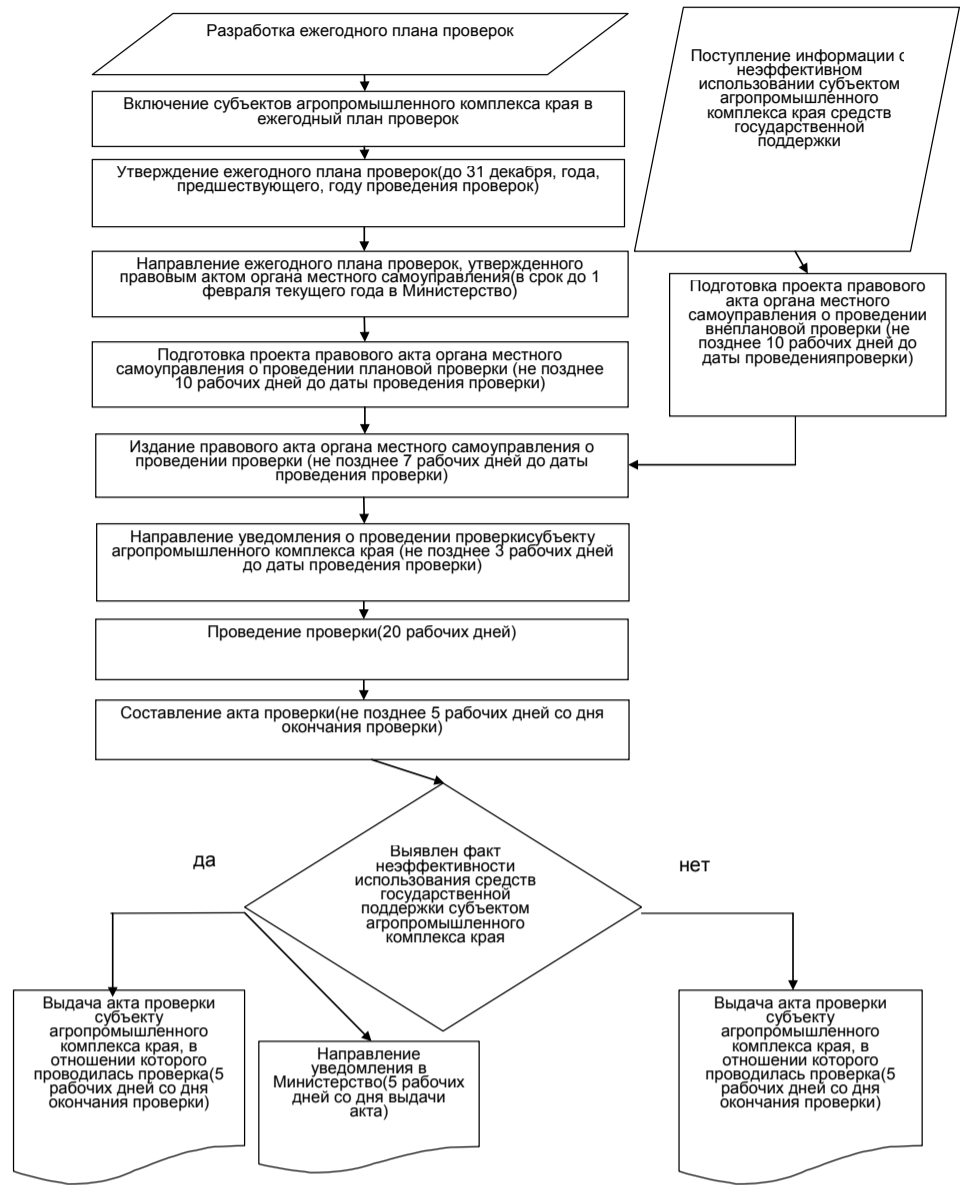 Разработка ежегодного плана проверок
Включение субъектов агропромышленного комплекса края в
ежегодный план проверок
Утверждение ежегодного плана проверок(до 31 декабря, года,
предшествующего, году проведения проверок)
Направление ежегодного плана проверок, утвержденного
правовым актом органа местного самоуправления(в срок до 1
февраля текущего года в Министерство)
Подготовка проекта правового акта органа местного
самоуправления о проведении плановой проверки (не позднее
10 рабочих дней до даты проведения проверки)
Поступление информации о
неэффективном
использовании субъектом
агропромышленного
комплекса края средств
государственной
поддержки
Подготовка проекта правового
акта органа местного
самоуправления о проведении
внеплановой проверки (не
позднее 10 рабочих дней до
даты проведенияпроверки)
Издание правового акта органа местного самоуправления о
проведении проверки (не позднее 7 рабочих дней до даты
проведения проверки)
Направление уведомления о проведении проверкисубъекту
агропромышленного комплекса края (не позднее 3 рабочих дней
до даты проведения проверки)
Проведение проверки(20 рабочих дней)
Составление акта проверки(не позднее 5 рабочих дней со дня
окончания проверки)
Выявлен факт
неэффективности
использования средств
государственной
поддержки субъектом
агропромышленного
комплекса края
да
нет
Выдача акта проверки
субъекту
агропромышленного
комплекса края, в
отношении которого
проводилась проверка(5
рабочих дней со дня
окончания проверки)
Направление
уведомления в
Министерство(5 рабочих
дней со дня выдачи
акта)
Выдача акта проверки
субъекту
агропромышленного
комплекса края, в
отношении которого
проводилась проверка(5
рабочих дней со дня
окончания проверки)